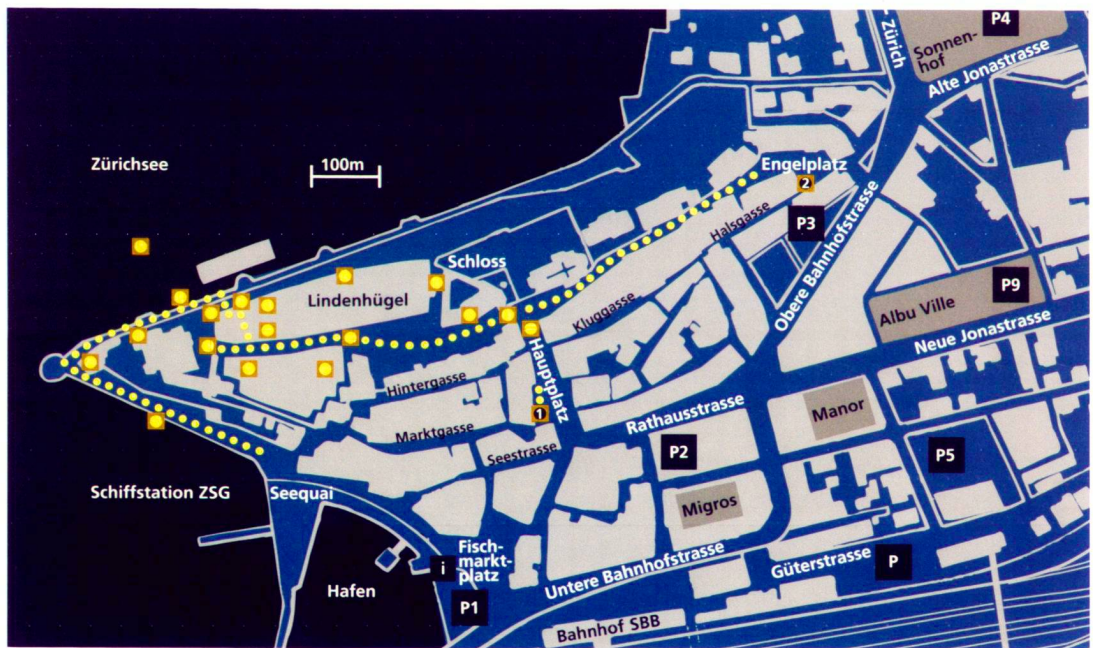 P4
Zürich
Sonnen-
hof
Alte Jonastrasse
Zürichsee
100m
Engelplatz
2
Halsgasse
P3
Obere Bahnhofstrasse
Schloss
Lindenhügel
Kluggasse
P9
Albu Ville
Neue Jonastrasse
Hauptplatz
Hintergasse
1
Marktgasse
Rathausstrasse
Manor
Seestrasse
P2
P5
Schiffstation ZSG
Seequai
Migros
Fisch-
markt-
platz
i
Untere Bahnhofstrasse
Güterstrasse
P
Hafen
P1
Bahnhof SBB